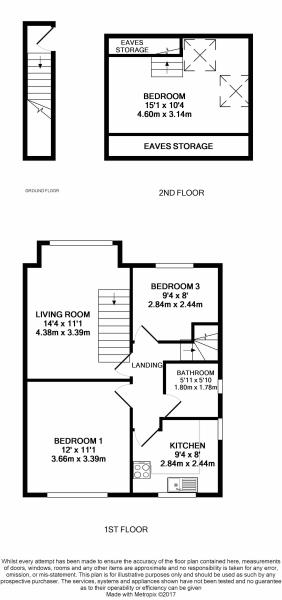 EAVES
STORAGE
BEDROOM
15'1 x 10'4
4.60m x 3.14m
EAVES STORAGE
GROUND FLOOR
2ND FLOOR
LIVING ROOM
14'4 x 11'1
4.38m x 3.39m
BEDROOM 3
9'4 x 8'
2.84m x 2.44m
LANDING
BATHROOM
5'11 x 5'10
1.80m x 1.78m
BEDROOM 1
12' x 11'1
3.66m x 3.39m
KITCHEN
9'4 x 8'
2.84m x 2.44m
1ST FLOOR
Whilst every attempt has been made to ensure the accuracy of the floor plan contained here, measurements
of doors, windows, rooms and any other items are approximate and no responsibility is taken for any error,
omission, or mis-statement. This plan is for illustrative purposes only and should be used as such by any
prospective purchaser. The services, systems and appliances shown have not been tested and no guarantee
as to their operability or efficiency can be given
Made with Metropix ©2017